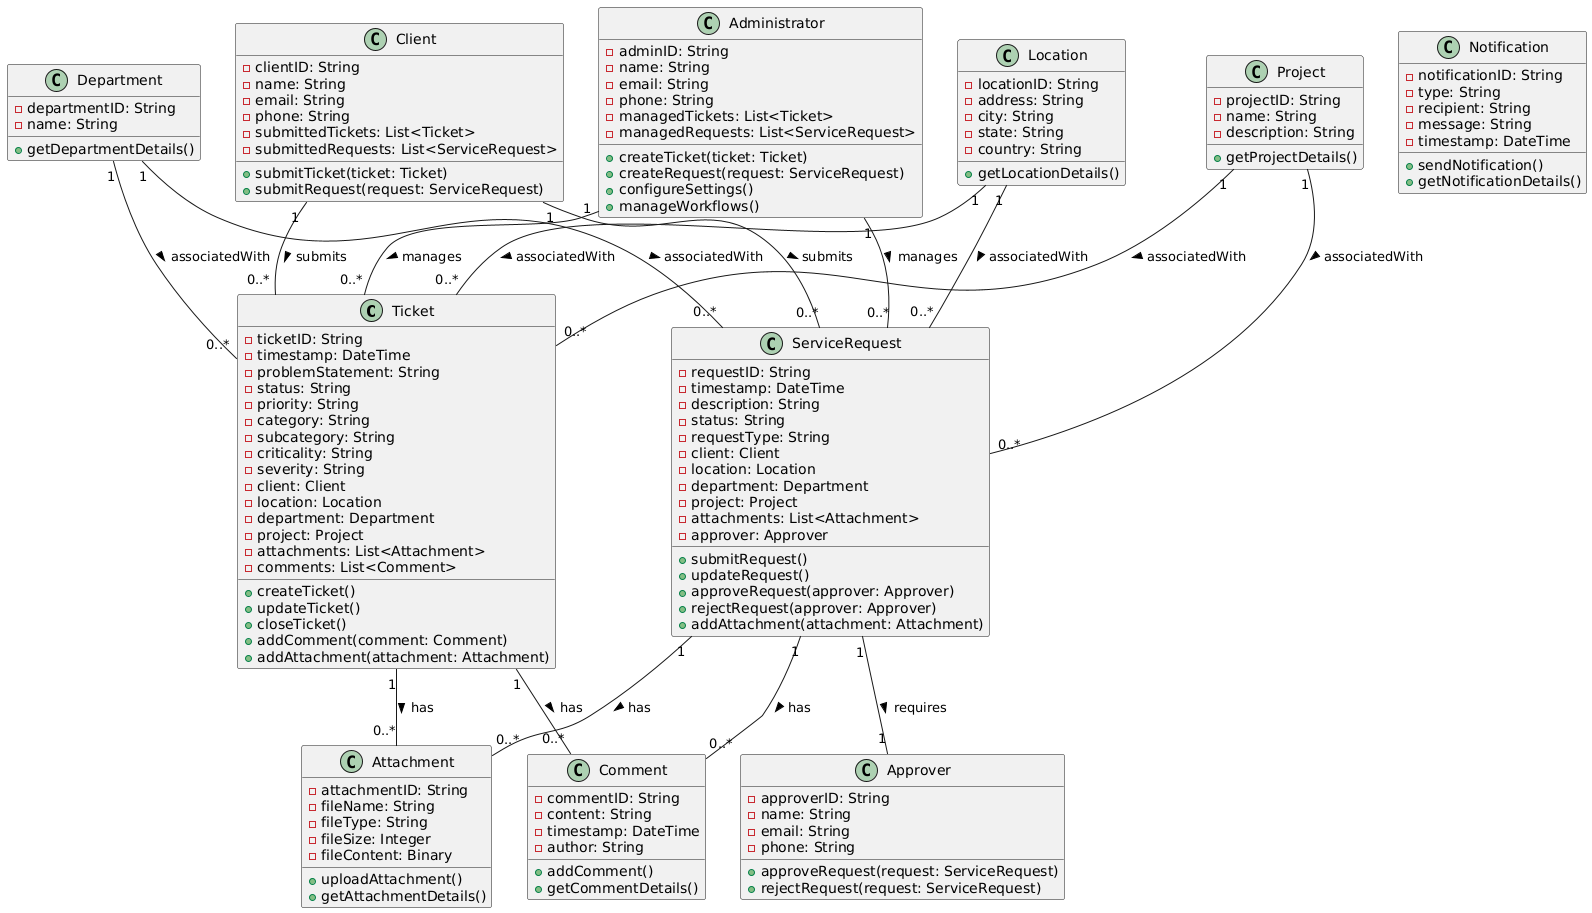 C Department
departmentID: String
name: String
getDepartmentDetails()
C Client
clientID: String
name: String
email: String
phone: String
submittedTickets: List<Ticket>
submittedRequests: List<ServiceRequest>
submitTicket(ticket: Ticket)
submitRequest(request: ServiceRequest)
C Administrator
adminID: String
name: String
email: String
phone: String
managedTickets: List<Ticket>
managedRequests: List<ServiceRequest>
createTicket(ticket: Ticket)
createRequest(request: ServiceRequest)
configureSettings()
manageWorkflows()
C Location
locationID: String
address: String
city: String
state: String
country: String
getLocationDetails()
C Project
projectID: String
name: String
description: String
getProjectDetails()
C Notification
notificationID: String
type: String
recipient: String
message: String
timestamp: DateTime
sendNotification()
getNotificationDetails()
1
1
1
1
1
1
1
1
1
1
associatedWith
submits
manages
associatedWith
associatedWith
submits
manages
associatedWith
associatedWith
associatedWith
0..*
0..*
0..*
0..*
0..*
0..*
0..*
0..*
0..*
0..*
C Ticket
ticketID: String
timestamp: DateTime
problemStatement: String
status: String
priority: String
category: String
subcategory: String
criticality: String
severity: String
client: Client
location: Location
department: Department
project: Project
attachments: List<Attachment>
comments: List<Comment>
createTicket()
updateTicket()
closeTicket()
addComment(comment: Comment)
addAttachment(attachment: Attachment)
C ServiceRequest
requestID: String
timestamp: DateTime
description: String
status: String
requestType: String
client: Client
location: Location
department: Department
project: Project
attachments: List<Attachment>
approver: Approver
submitRequest()
updateRequest()
approveRequest(approver: Approver)
rejectRequest(approver: Approver)
addAttachment(attachment: Attachment)
1
1
1
1
1
has
has
has
has
requires
0..*
0..*
0..*
0..*
1
C Attachment
attachmentID: String
fileName: String
fileType: String
fileSize: Integer
fileContent: Binary
uploadAttachment()
getAttachmentDetails()
C Comment
commentID: String
content: String
timestamp: DateTime
author: String
addComment()
getCommentDetails()
C Approver
approverID: String
name: String
email: String
phone: String
approveRequest(request: ServiceRequest)
rejectRequest(request: ServiceRequest)